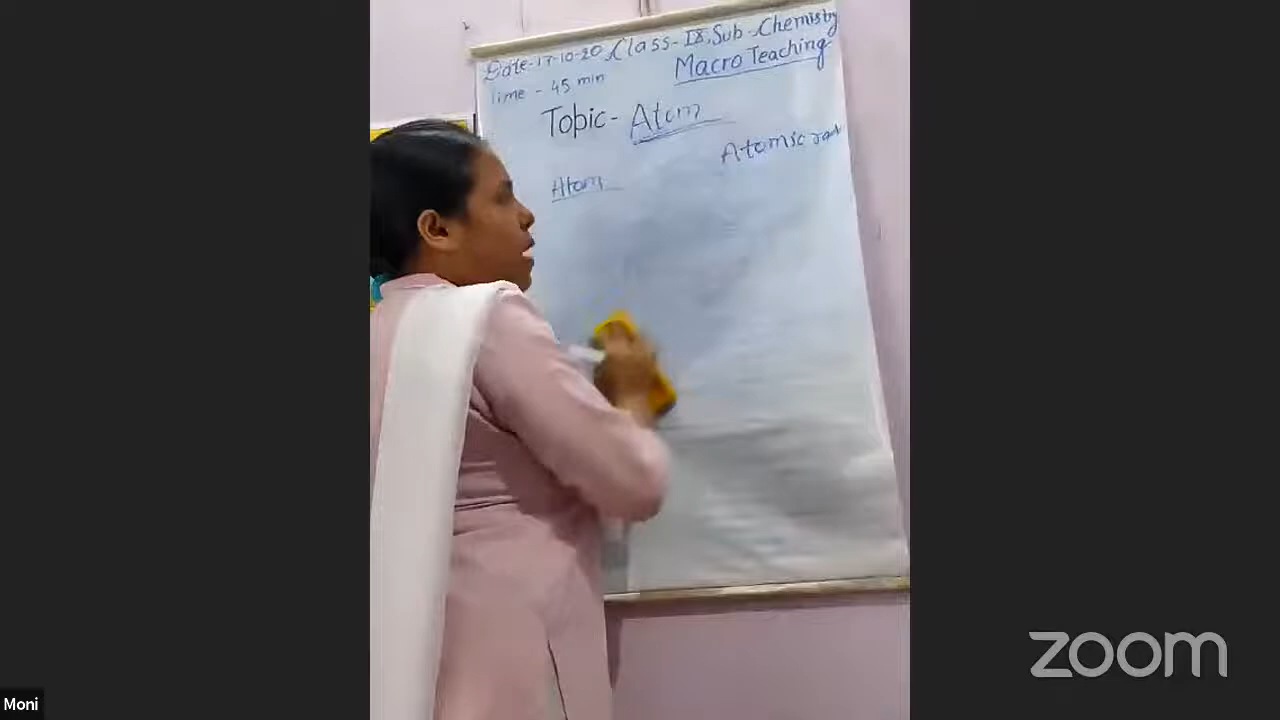 Date-17-10-20, Class-IX, Sub-Chemistry
Time - 45 min
Macro Teaching
Topic- Atom
Atomic
Atom
zoom
Moni